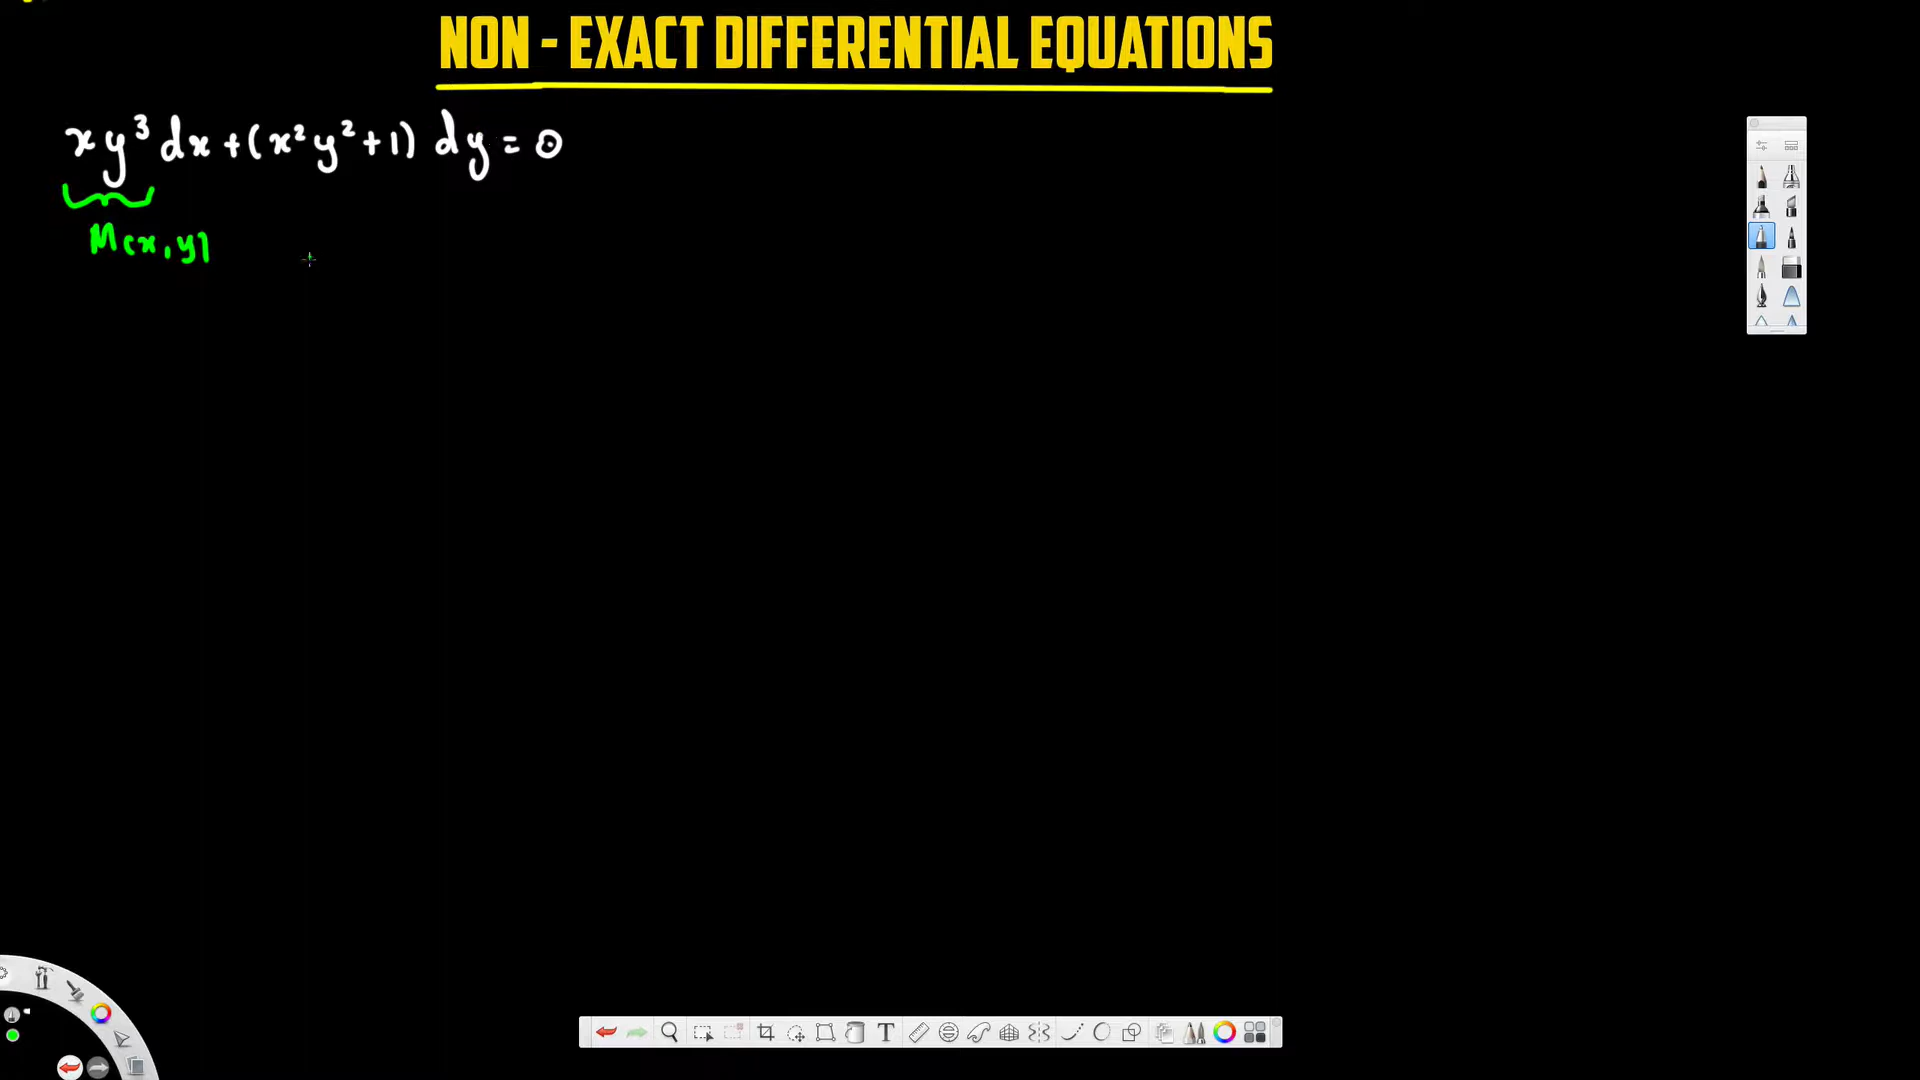 NON - EXACT DIFFERENTIAL EQUATIONS
xy³dx+(x²y²+1) dy=0
M(x,y)